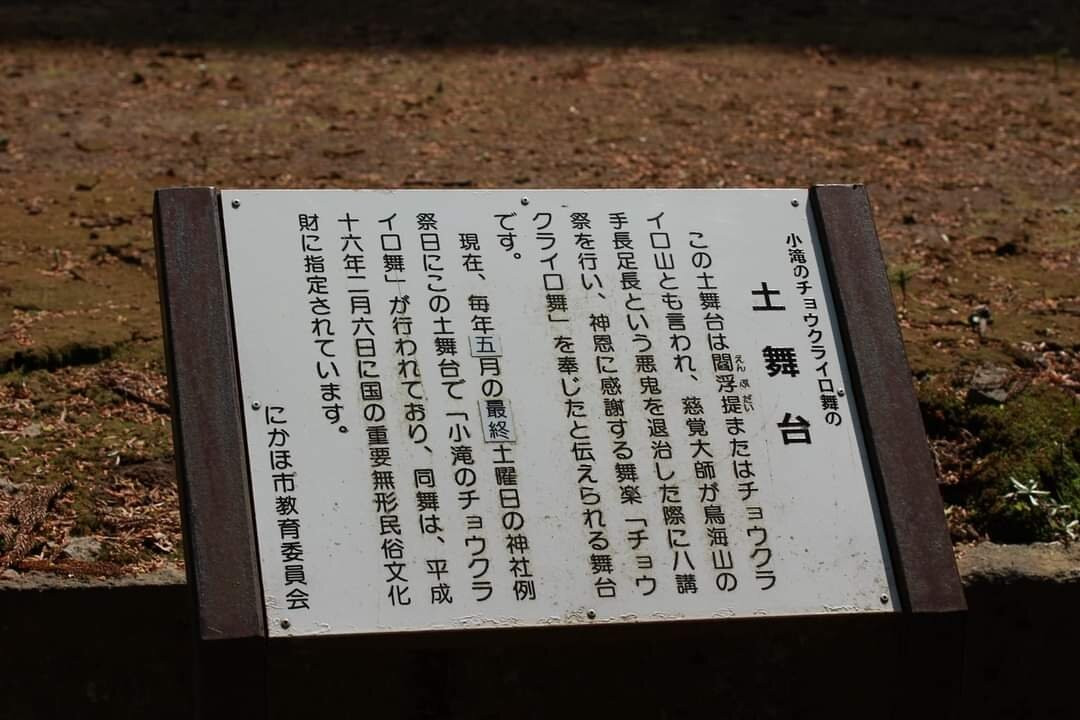 小滝のチョウクライロ舞の
土舞台
この土舞台は閻浮提またはチョウクラ
えんぶだい
イロ山とも言われ、慈覚大師が鳥海山の
手長足長という悪鬼を退治した際に八講
祭を行い、神恩に感謝する舞楽「チョウ
クライロ舞」を奉じたと伝えられる舞台
です。
現在、毎年五月の最終土曜日の神社例
祭日にこの土舞台で「小滝のチョウクラ
イロ舞」が行われており、同舞は、平成
十六年二月六日に国の重要無形民俗文化
財に指定されています。
にかほ市教育委員会